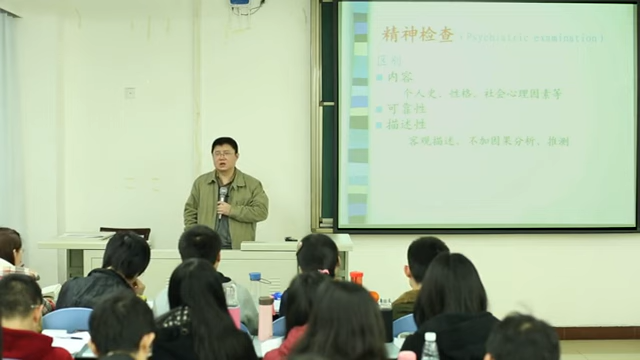 精神检查（Psychiatric examination）
区别
内容
个人史、性格、社会心理因素等
可靠性
描述性
客观描述、不加因果分析、推测